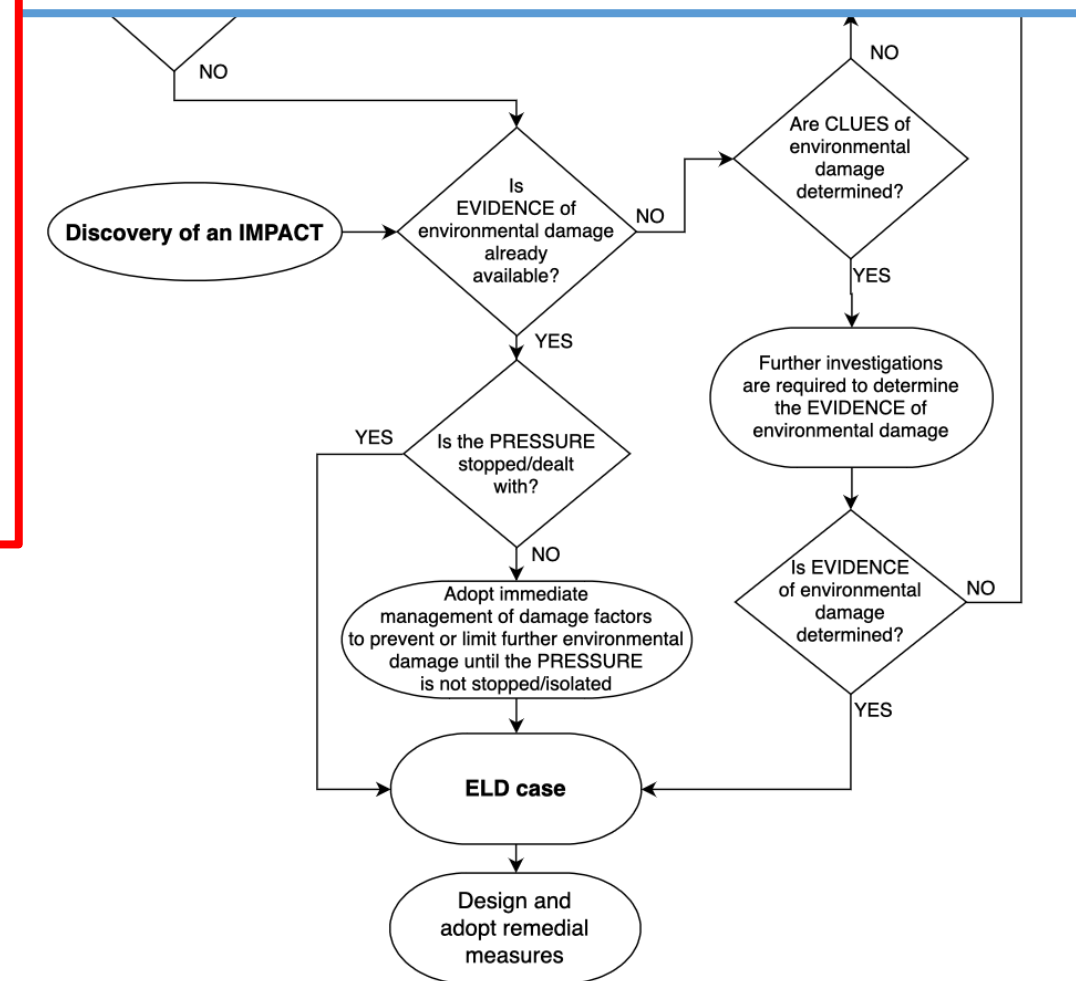 NO
NO
Are CLUES of
environmental
damage
determined?
Is
EVIDENCE of
environmental damage
already
available?
NO
Discovery of an IMPACT
YES
YES
Further investigations
are required to determine
the EVIDENCE of
environmental damage
YES
Is the PRESSURE
stopped/dealt
with?
NO
Is EVIDENCE
of environmental
damage
determined?
NO
Adopt immediate
management of damage factors
to prevent or limit further environmental
damage until the PRESSURE
is not stopped/isolated
YES
ELD case
Design and
adopt remedial
measures